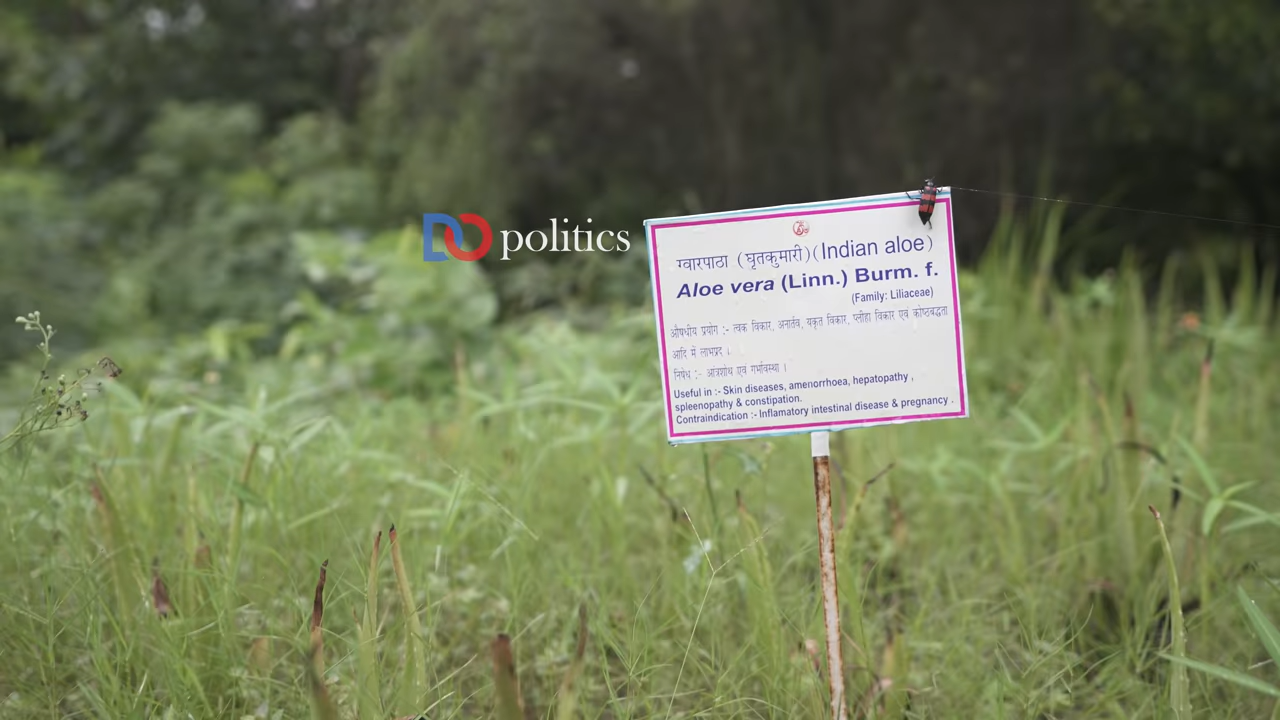 DO politics
ग्वारपाठा (घृतकुमारी)(Indian aloe)
Aloe vera (Linn.) Burm. f.
(Family: Liliaceae)
औषधीय प्रयोग :- त्वक विकार, अनार्तव, यकृत विकार, प्लीहा विकार एवं कोष्ठबद्धता
आदि में लाभप्रद ।
निषेध :- आंत्रशोथ एवं गर्भावस्था ।
Useful in :- Skin diseases, amenorrhoea, hepatopathy ,
spleenopathy & constipation.
Contraindication :- Inflamatory intestinal disease & pregnancy .